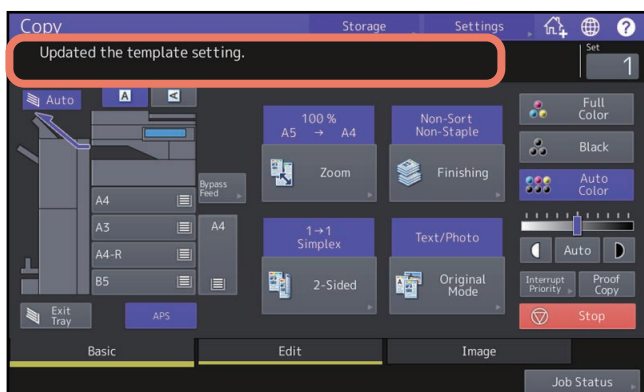 Copy
Storage
Settings
?
Updated the template setting.
Set
1
Auto
A
A
100 %
A5 → A4
Zoom
Non-Sort
Non-Staple
Finishing
Full
Color
Black
Auto
Color
Bypass
Feed
A4
A3
A4-R
B5
A4
1→1
Simplex
2-Sided
Text/Photo
Original
Mode
Auto
Interrupt
Priority
Proof
Copy
Exit
Tray
APS
Stop
Basic
Edit
Image
Job Status